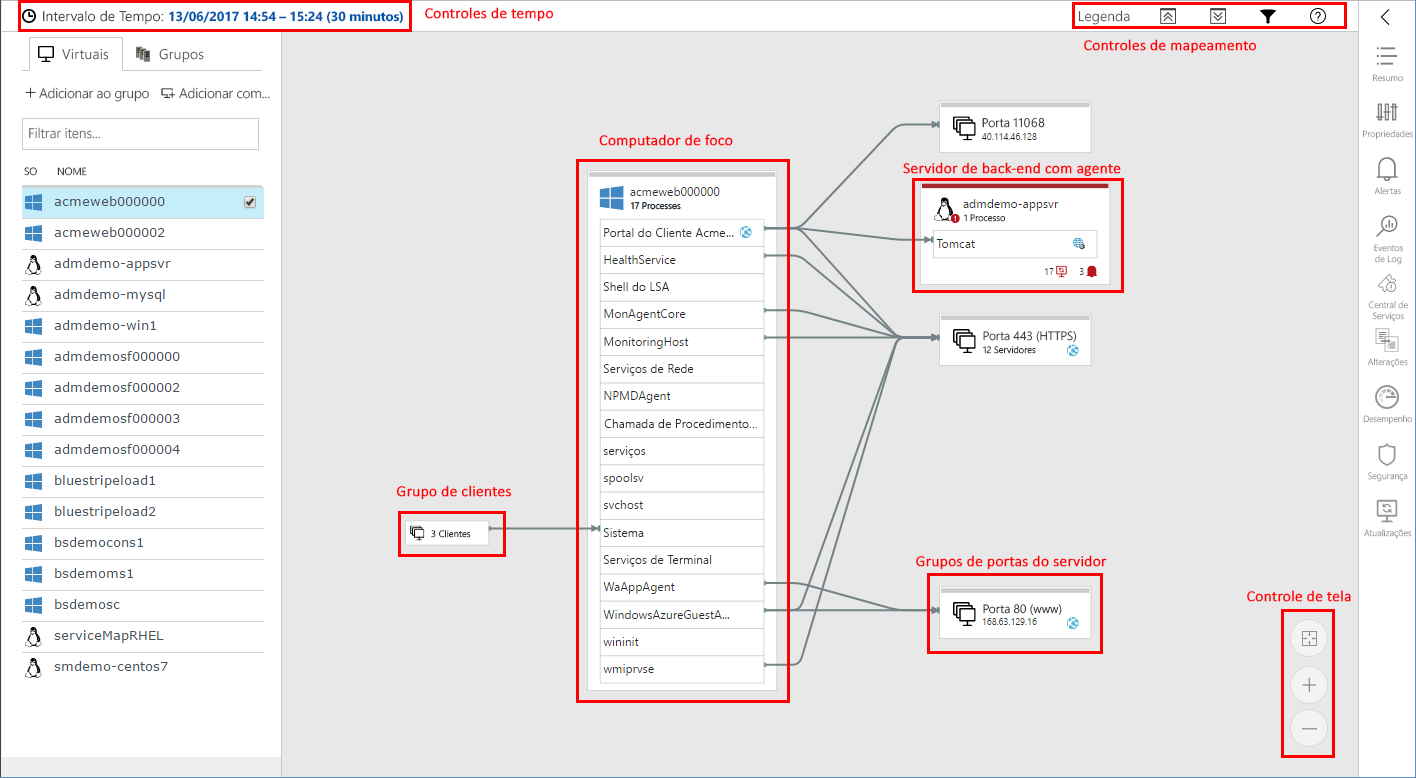 Intervalo de Tempo: 13/06/2017 14:54 – 15:24 (30 minutos)
Controles de tempo
Legenda
Controles de mapeamento
Virtuais
Grupos
+ Adicionar ao grupo
Adicionar com...
Filtrar itens...
SO
NOME
acmeweb000000
acmeweb000002
admdemo-appsvr
admdemo-mysql
admdemo-win1
admdemosf000000
admdemosf000002
admdemosf000003
admdemosf000004
bluestripeload1
bluestripeload2
bsdemocons1
bsdemoms1
bsdemosc
serviceMapRHEL
smdemo-centos7
Grupo de clientes
3 Clientes
Computador de foco
acmeweb000000
17 Processes
Portal do Cliente Acme...
HealthService
Shell do LSA
MonAgentCore
MonitoringHost
Serviços de Rede
NPMDAgent
Chamada de Procedimento...
serviços
spoolsv
svchost
Sistema
Serviços de Terminal
WaAppAgent
WindowsAzureGuestA...
wininit
wmiprvse
Porta 11068
40.114.46.128
Servidor de back-end com agente
admdemo-appsvr
1 Processo
Tomcat
17
3
Porta 443 (HTTPS)
12 Servidores
Grupos de portas do servidor
Porta 80 (www)
168.63.129.16
Controle de tela
Resumo
Propriedades
Alertas
Eventos
de Log
Central de
Serviços
Alterações
Desempenho
Segurança
Atualizações